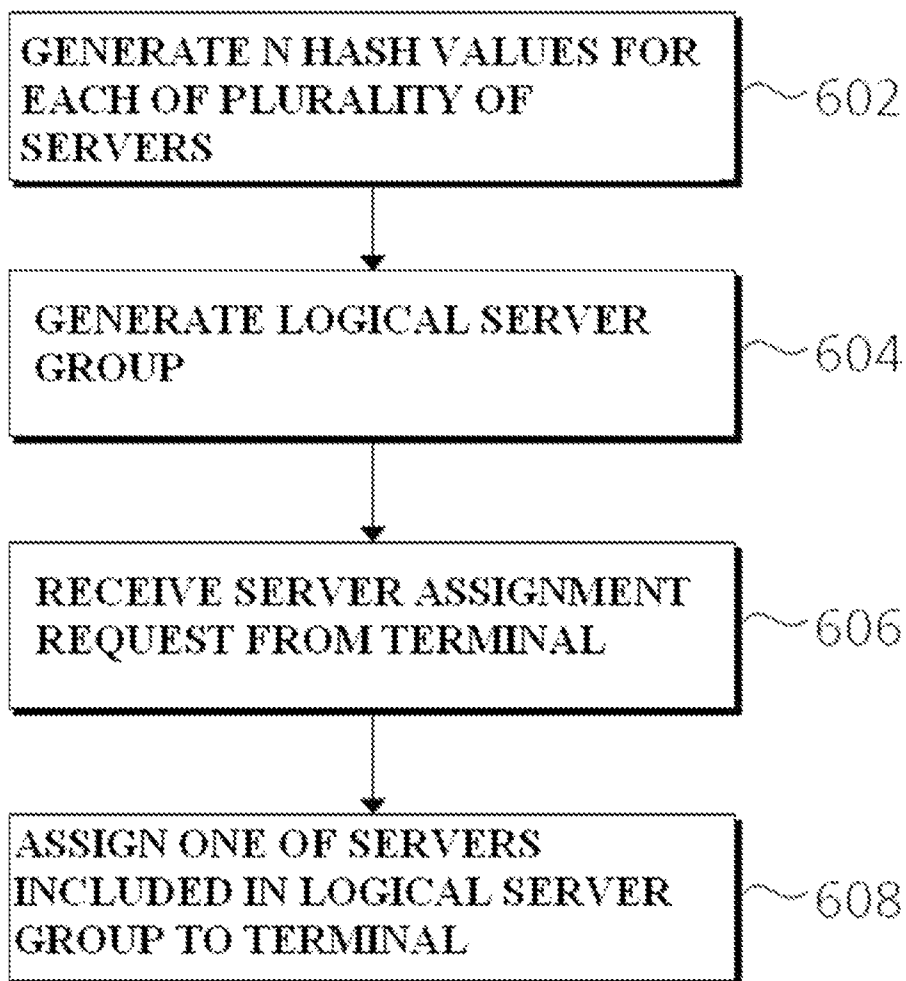 GENERATE N HASH VALUES FOR
EACH OF PLURALITY OF
SERVERS
602
GENERATE LOGICAL SERVER
GROUP
604
RECEIVE SERVER ASSIGNMENT
REQUEST FROM TERMINAL
606
ASSIGN ONE OF SERVERS
INCLUDED IN LOGICAL SERVER
GROUP TO TERMINAL
608